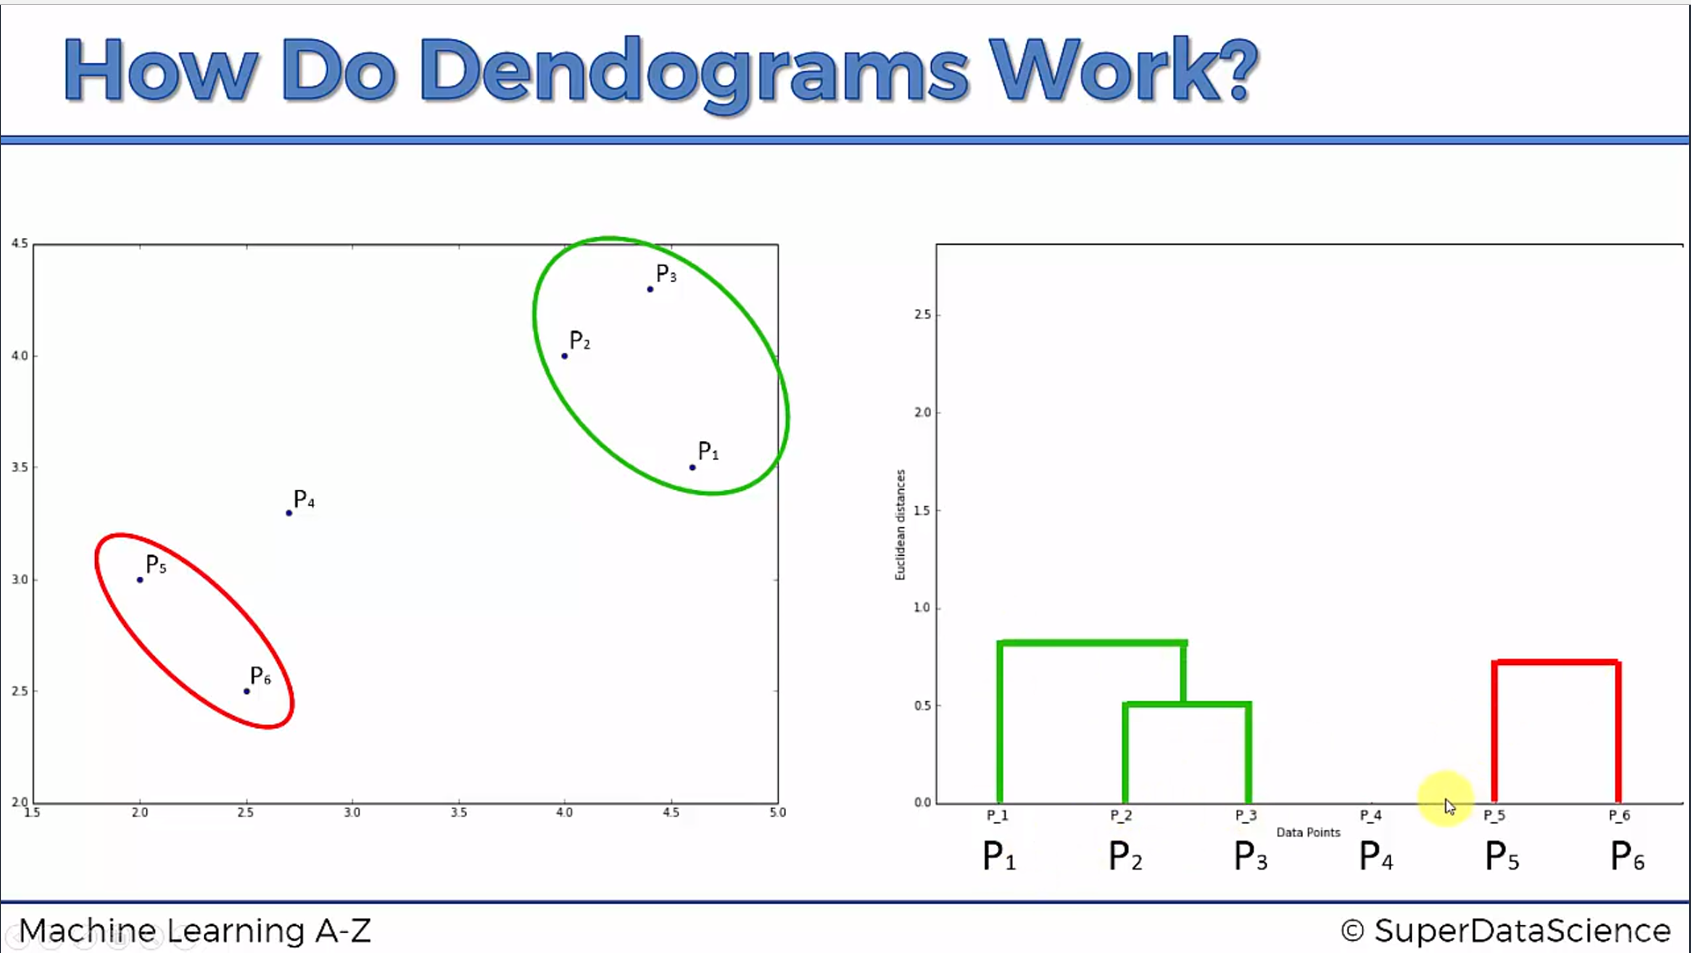 How Do Dendograms Work?
4.5
4.0
3.5
3.0
2.5
2.0
1.5 2.0 2.5 3.0 3.5 4.0 4.5 5.0
P3
P2
P1
P4
P5
P6
Euclidean distances
2.5
2.0
1.5
1.0
0.5
0.0
P_1 P_2 P_3 P_4 P_5 P_6
Data Points
P1 P2 P3 P4 P5 P6
Machine Learning A-Z
© SuperDataScience